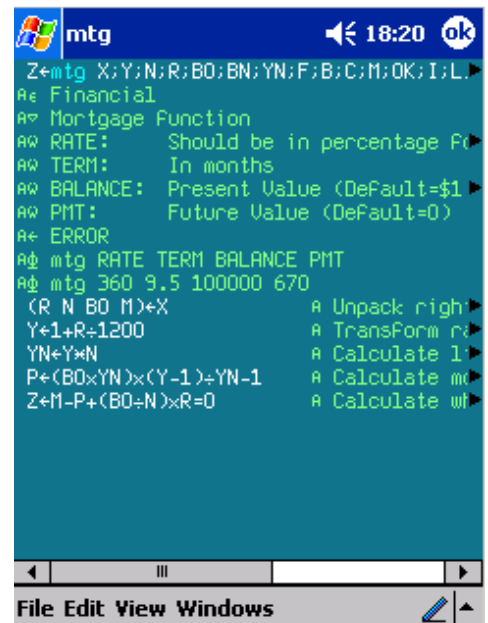 mtg 18:20 ok
Z←mtg X;Y;N;R;BO;BN;YN;F;B;C;M;OK;I;L.
⍝∊ Financial
⍝▿ Mortgage Function
⍝⍵ RATE: Should be in percentage Fo
⍝⍵ TERM: In months
⍝⍵ BALANCE: Present Value (Default=$1
⍝⍵ PMT: Future Value (Default=0)
⍝← ERROR
⍝⍎ mtg RATE TERM BALANCE PMT
⍝⍎ mtg 360 9.5 100000 670
(R N BO M)←X ⍝ Unpack righ
Y←1+R÷1200 ⍝ Transform ra
YN←Y*N ⍝ Calculate l
P←(BO×YN)×(Y-1)÷YN-1 ⍝ Calculate mo
Z←M-P+(BO÷N)×R=0 ⍝ Calculate wh
File Edit View Windows